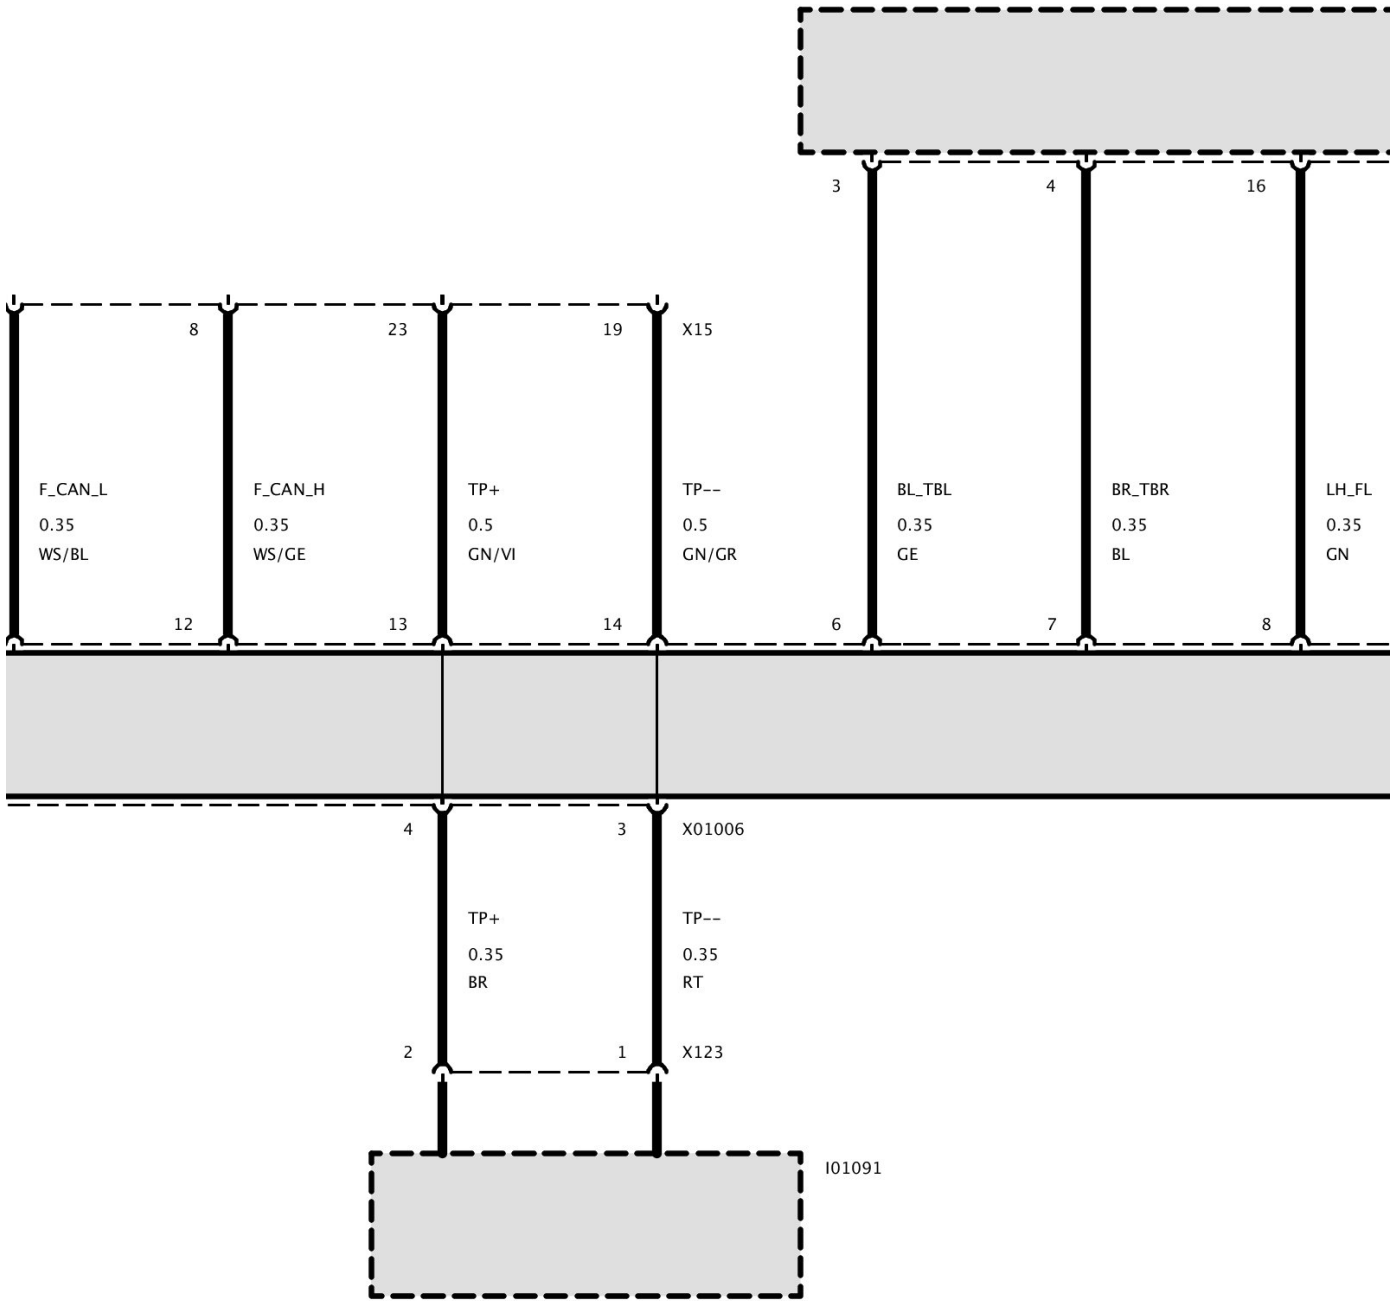 3 4 16
8 23 19 X15
F_CAN_L F_CAN_H TP+ TP-- BL_TBL BR_TBR LH_FL
0.35 0.35 0.5 0.5 0.35 0.35 0.35
WS/BL WS/GE GN/VI GN/GR GE BL GN
12 13 14 6 7 8
4 3 X01006
TP+ TP--
0.35 0.35
BR RT
2 1 X123
I01091